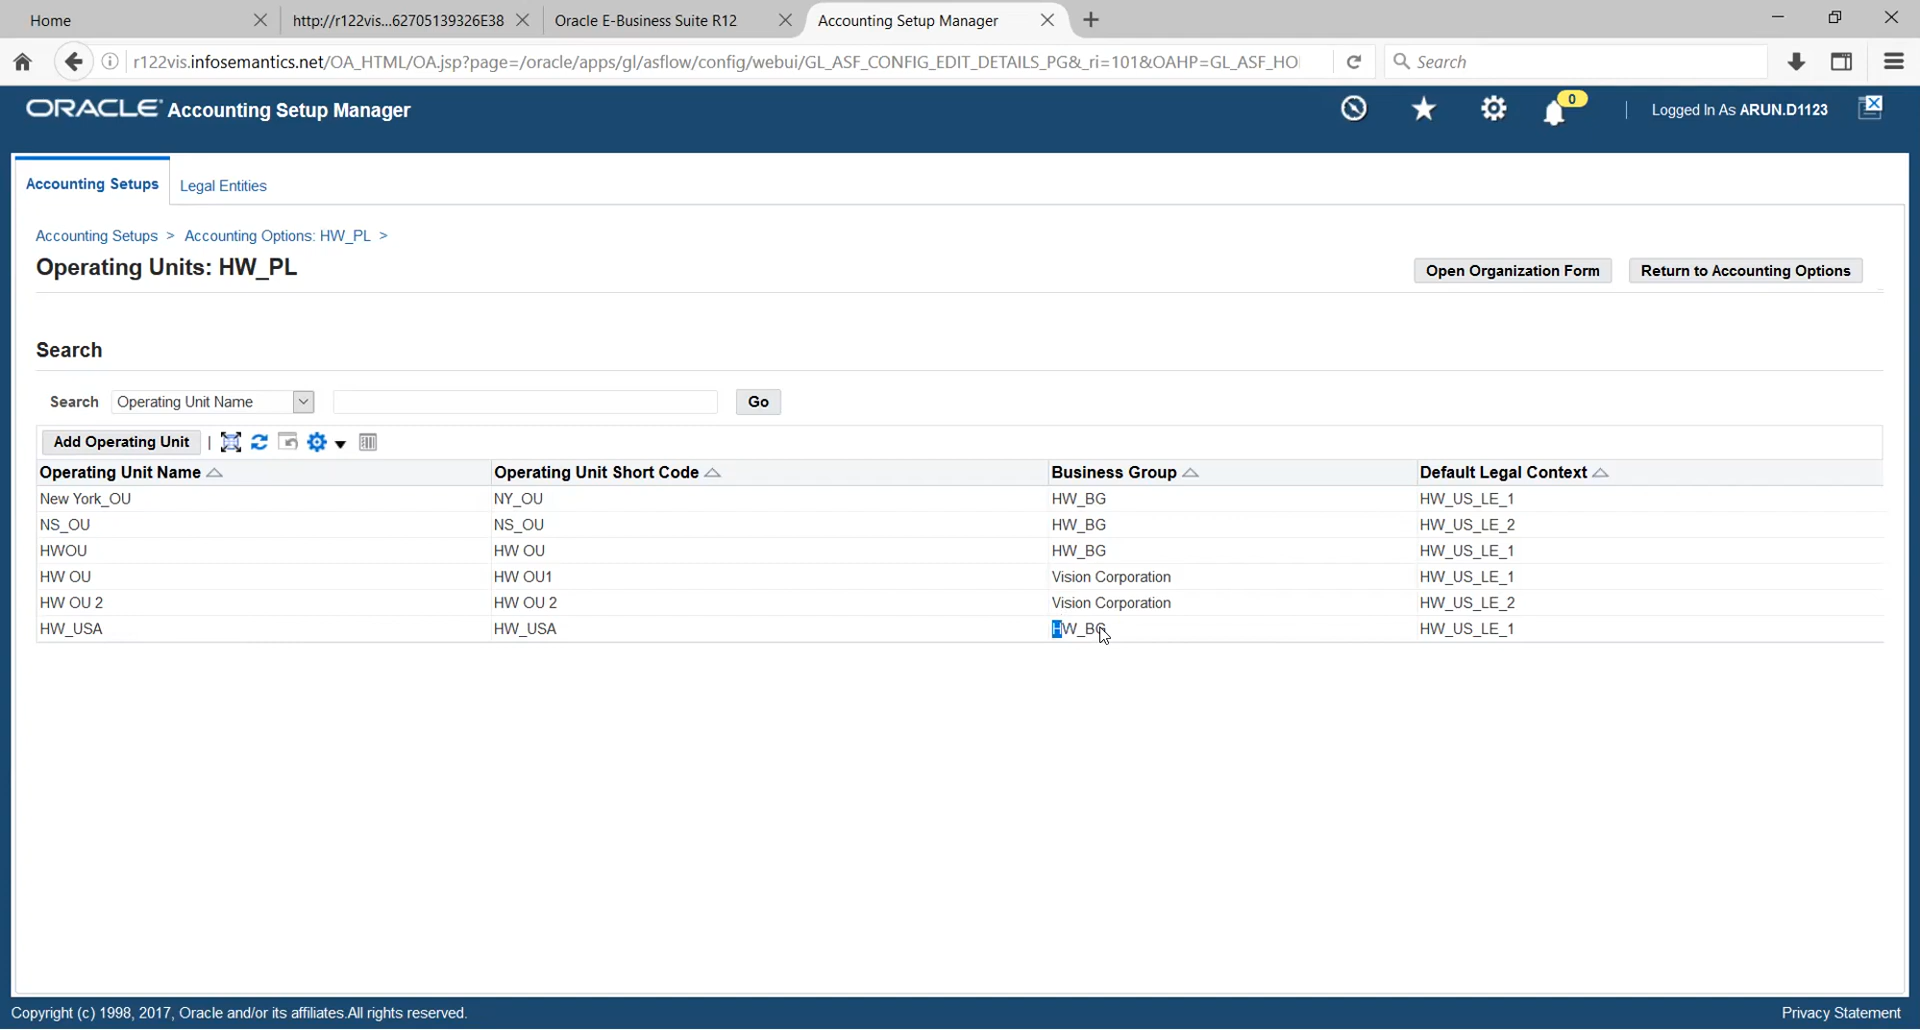 Home
http://r122vis...62705139326E38
Oracle E-Business Suite R12
Accounting Setup Manager
r122vis.infosemantics.net/OA_HTML/OA.jsp?page=/oracle/apps/gl/asflow/config/webui/GL_ASF_CONFIG_EDIT_DETAILS_PG&_ri=101&OAHP=GL_ASF_HO
Search
ORACLE Accounting Setup Manager
0
Logged In As ARUN.D1123
Accounting Setups
Legal Entities
Accounting Setups > Accounting Options: HW_PL >
Operating Units: HW_PL
Open Organization Form
Return to Accounting Options
Search
Search Operating Unit Name Go
Add Operating Unit
Operating Unit Name Operating Unit Short Code Business Group Default Legal Context
New York_OU NY_OU HW_BG HW_US_LE_1
NS_OU NS_OU HW_BG HW_US_LE_2
HWOU HW OU HW_BG HW_US_LE_1
HW OU HW OU1 Vision Corporation HW_US_LE_1
HW OU 2 HW OU 2 Vision Corporation HW_US_LE_2
HW_USA HW_USA HW_BG HW_US_LE_1
Copyright (c) 1998, 2017, Oracle and/or its affiliates.All rights reserved.
Privacy Statement